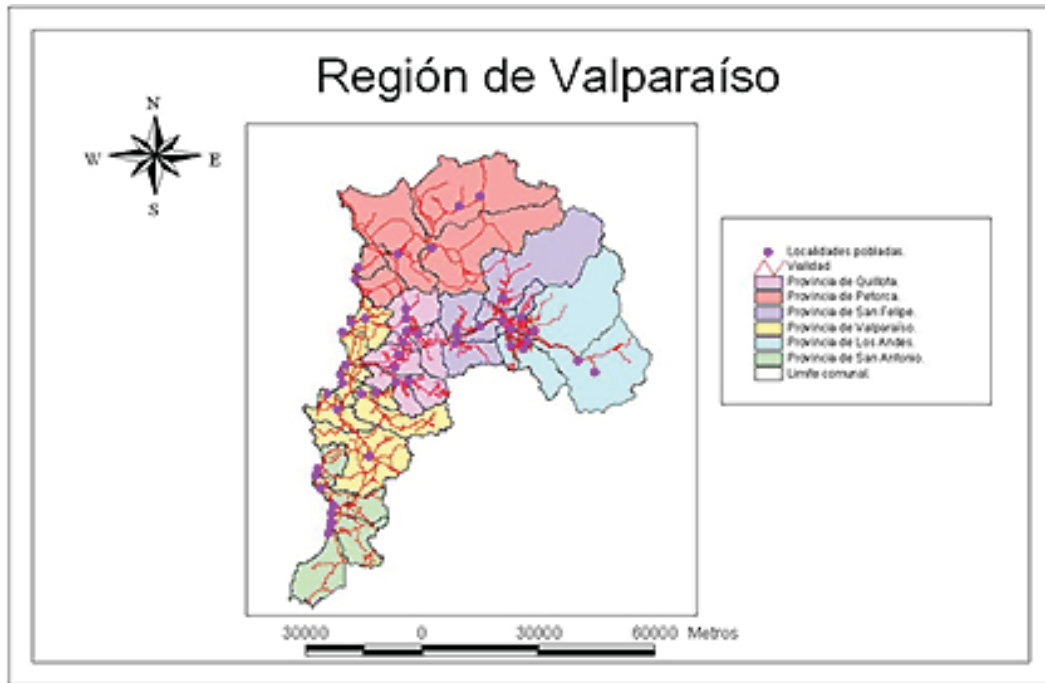 Región de Valparaíso
N
W E
S
Localidades pobladas.
Vialidad
Provincia de Quillota.
Provincia de Petorca.
Provincia de San Felipe.
Provincia de Valparaíso.
Provincia de Los Andes.
Provincia de San Antonio.
Limite comunal
30000 0 30000 60000 Metros